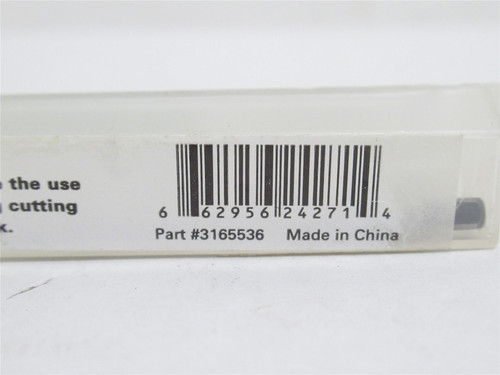 the use
cutting
6 62956 24271 4
Part #3165536 Made in China